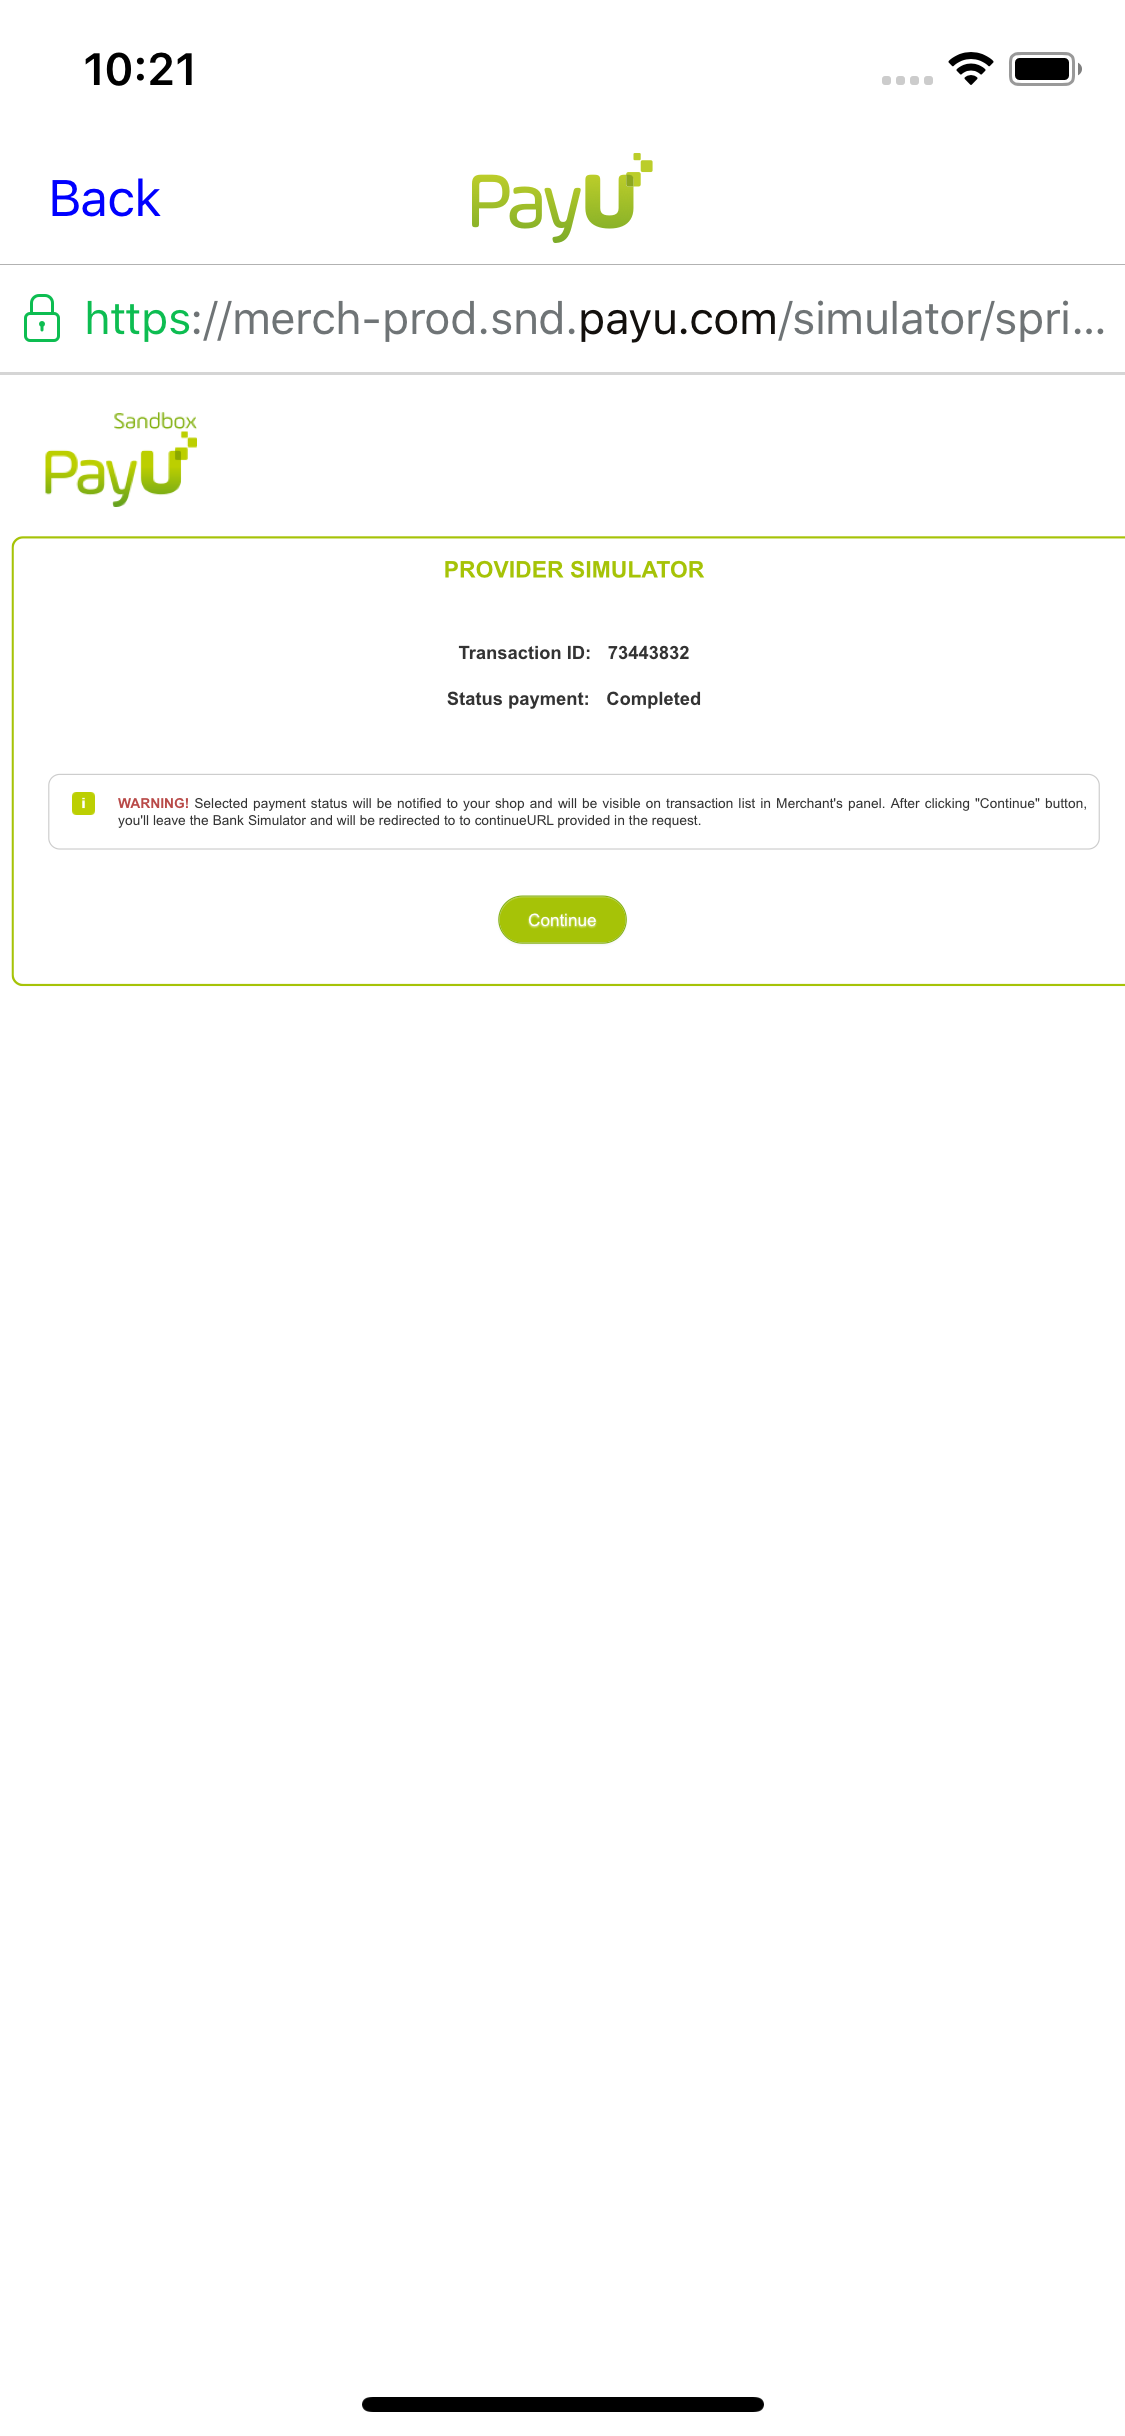 10:21
Back
PayU
https://merch-prod.snd.payu.com/simulator/spri...
Sandbox
PayU
PROVIDER SIMULATOR
Transaction ID: 73443832
Status payment: Completed
i
WARNING! Selected payment status will be notified to your shop and will be visible on transaction list in Merchant's panel. After clicking "Continue" button,
you'll leave the Bank Simulator and will be redirected to to continueURL provided in the request.
Continue